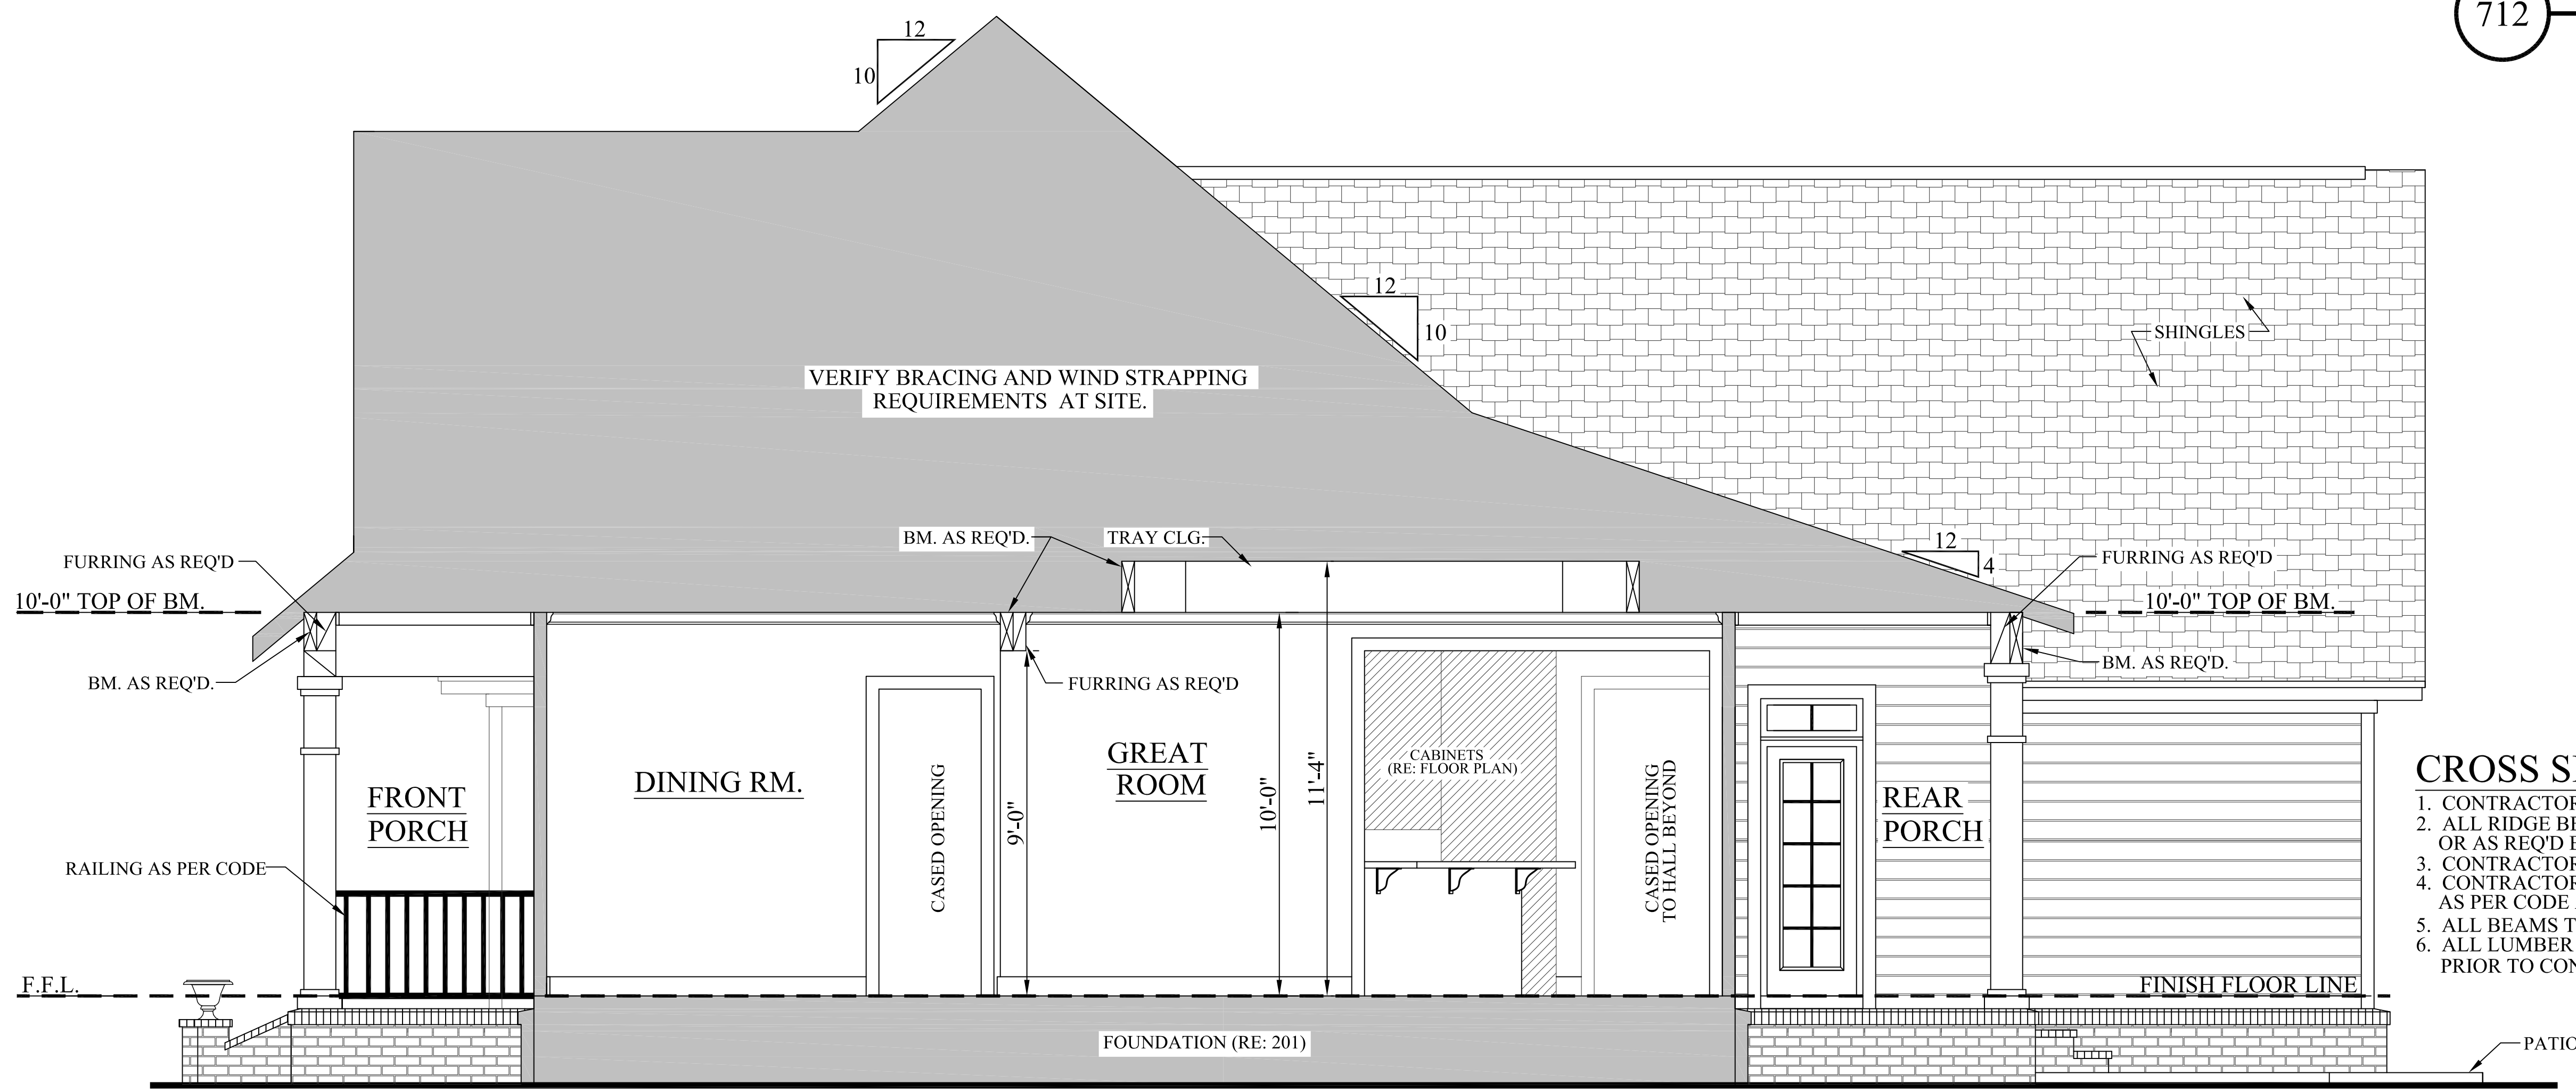 712
12
10
12
10
SHINGLES
VERIFY BRACING AND WIND STRAPPING
REQUIREMENTS AT SITE.
BM. AS REQ'D.
TRAY CLG.
12
4
FURRING AS REQ'D
FURRING AS REQ'D
10'-0" TOP OF BM.
10'-0" TOP OF BM.
BM. AS REQ'D.
FURRING AS REQ'D
BM. AS REQ'D.
FRONT
PORCH
DINING RM.
CASED OPENING
9'-0"
GREAT
ROOM
10'-0"
11'-4"
CABINETS
(RE: FLOOR PLAN)
CASED OPENING
TO HALL BEYOND
REAR
PORCH
RAILING AS PER CODE
CROSS
1. CONTRACTOR
2. ALL RIDGE
OR AS REQ'D
3. CONTRACTOR
4. CONTRACTOR
AS PER CODE
5. ALL BEAMS
6. ALL LUMBER
PRIOR TO
F.F.L.
FINISH FLOOR LINE
FOUNDATION (RE: 201)
PATIO